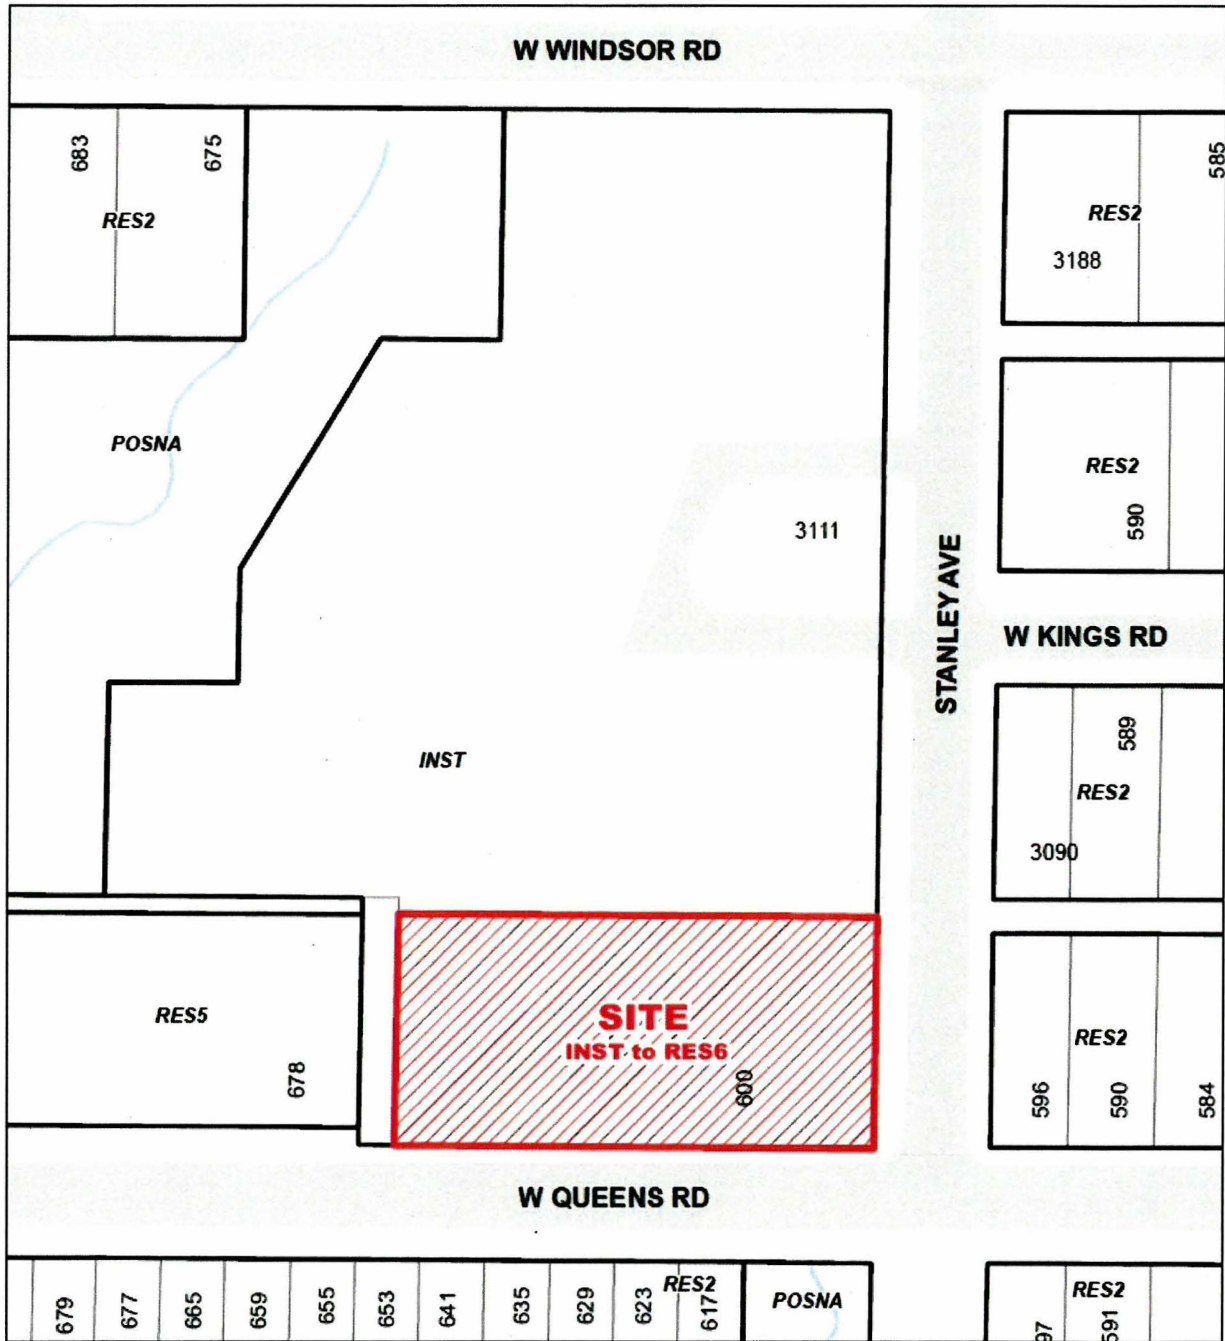 W WINDSOR RD
683
675
RES2
585
RES2
3188
POSNA
RES2
590
3111
STANLEY AVE
W KINGS RD
589
RES2
3090
INST
RES5
678
SITE
INST to RES6
600
RES2
596
590
584
W QUEENS RD
679
677
665
659
655
653
641
635
629
623
617
RES2
POSNA
RES2
591